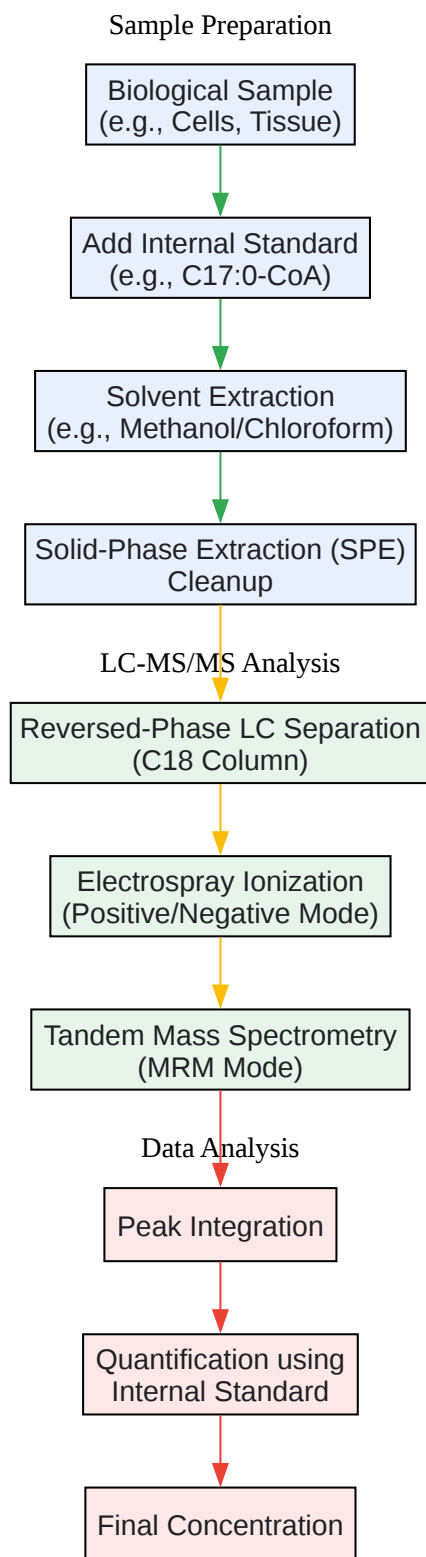 Sample Preparation
Biological Sample
(e.g., Cells, Tissue)
Add Internal Standard
(e.g., C17:0-CoA)
Solvent Extraction
(e.g., Methanol/Chloroform)
Solid-Phase Extraction (SPE)
Cleanup
LC-MS/MS Analysis
Reversed-Phase LC Separation
(C18 Column)
Electrospray Ionization
(Positive/Negative Mode)
Tandem Mass Spectrometry
(MRM Mode)
Data Analysis
Peak Integration
Quantification using
Internal Standard
Final Concentration